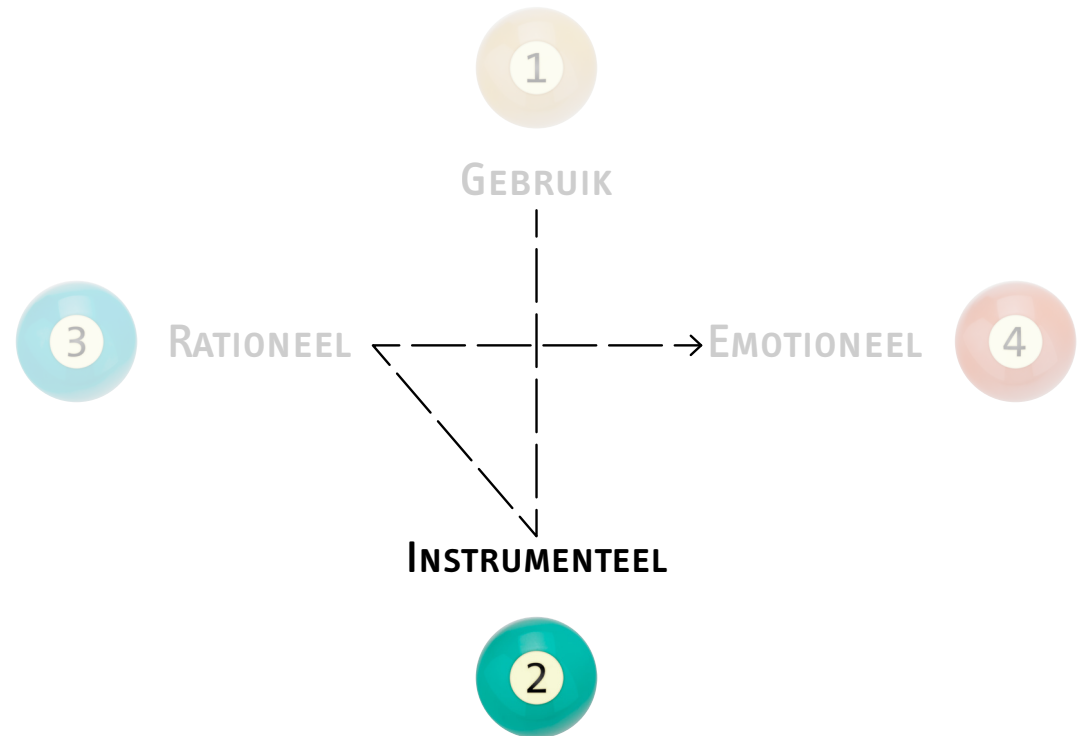 1
GEBRUIK
3 RATIONEEL EMOTIONEEL 4
INSTRUMENTEEL
2